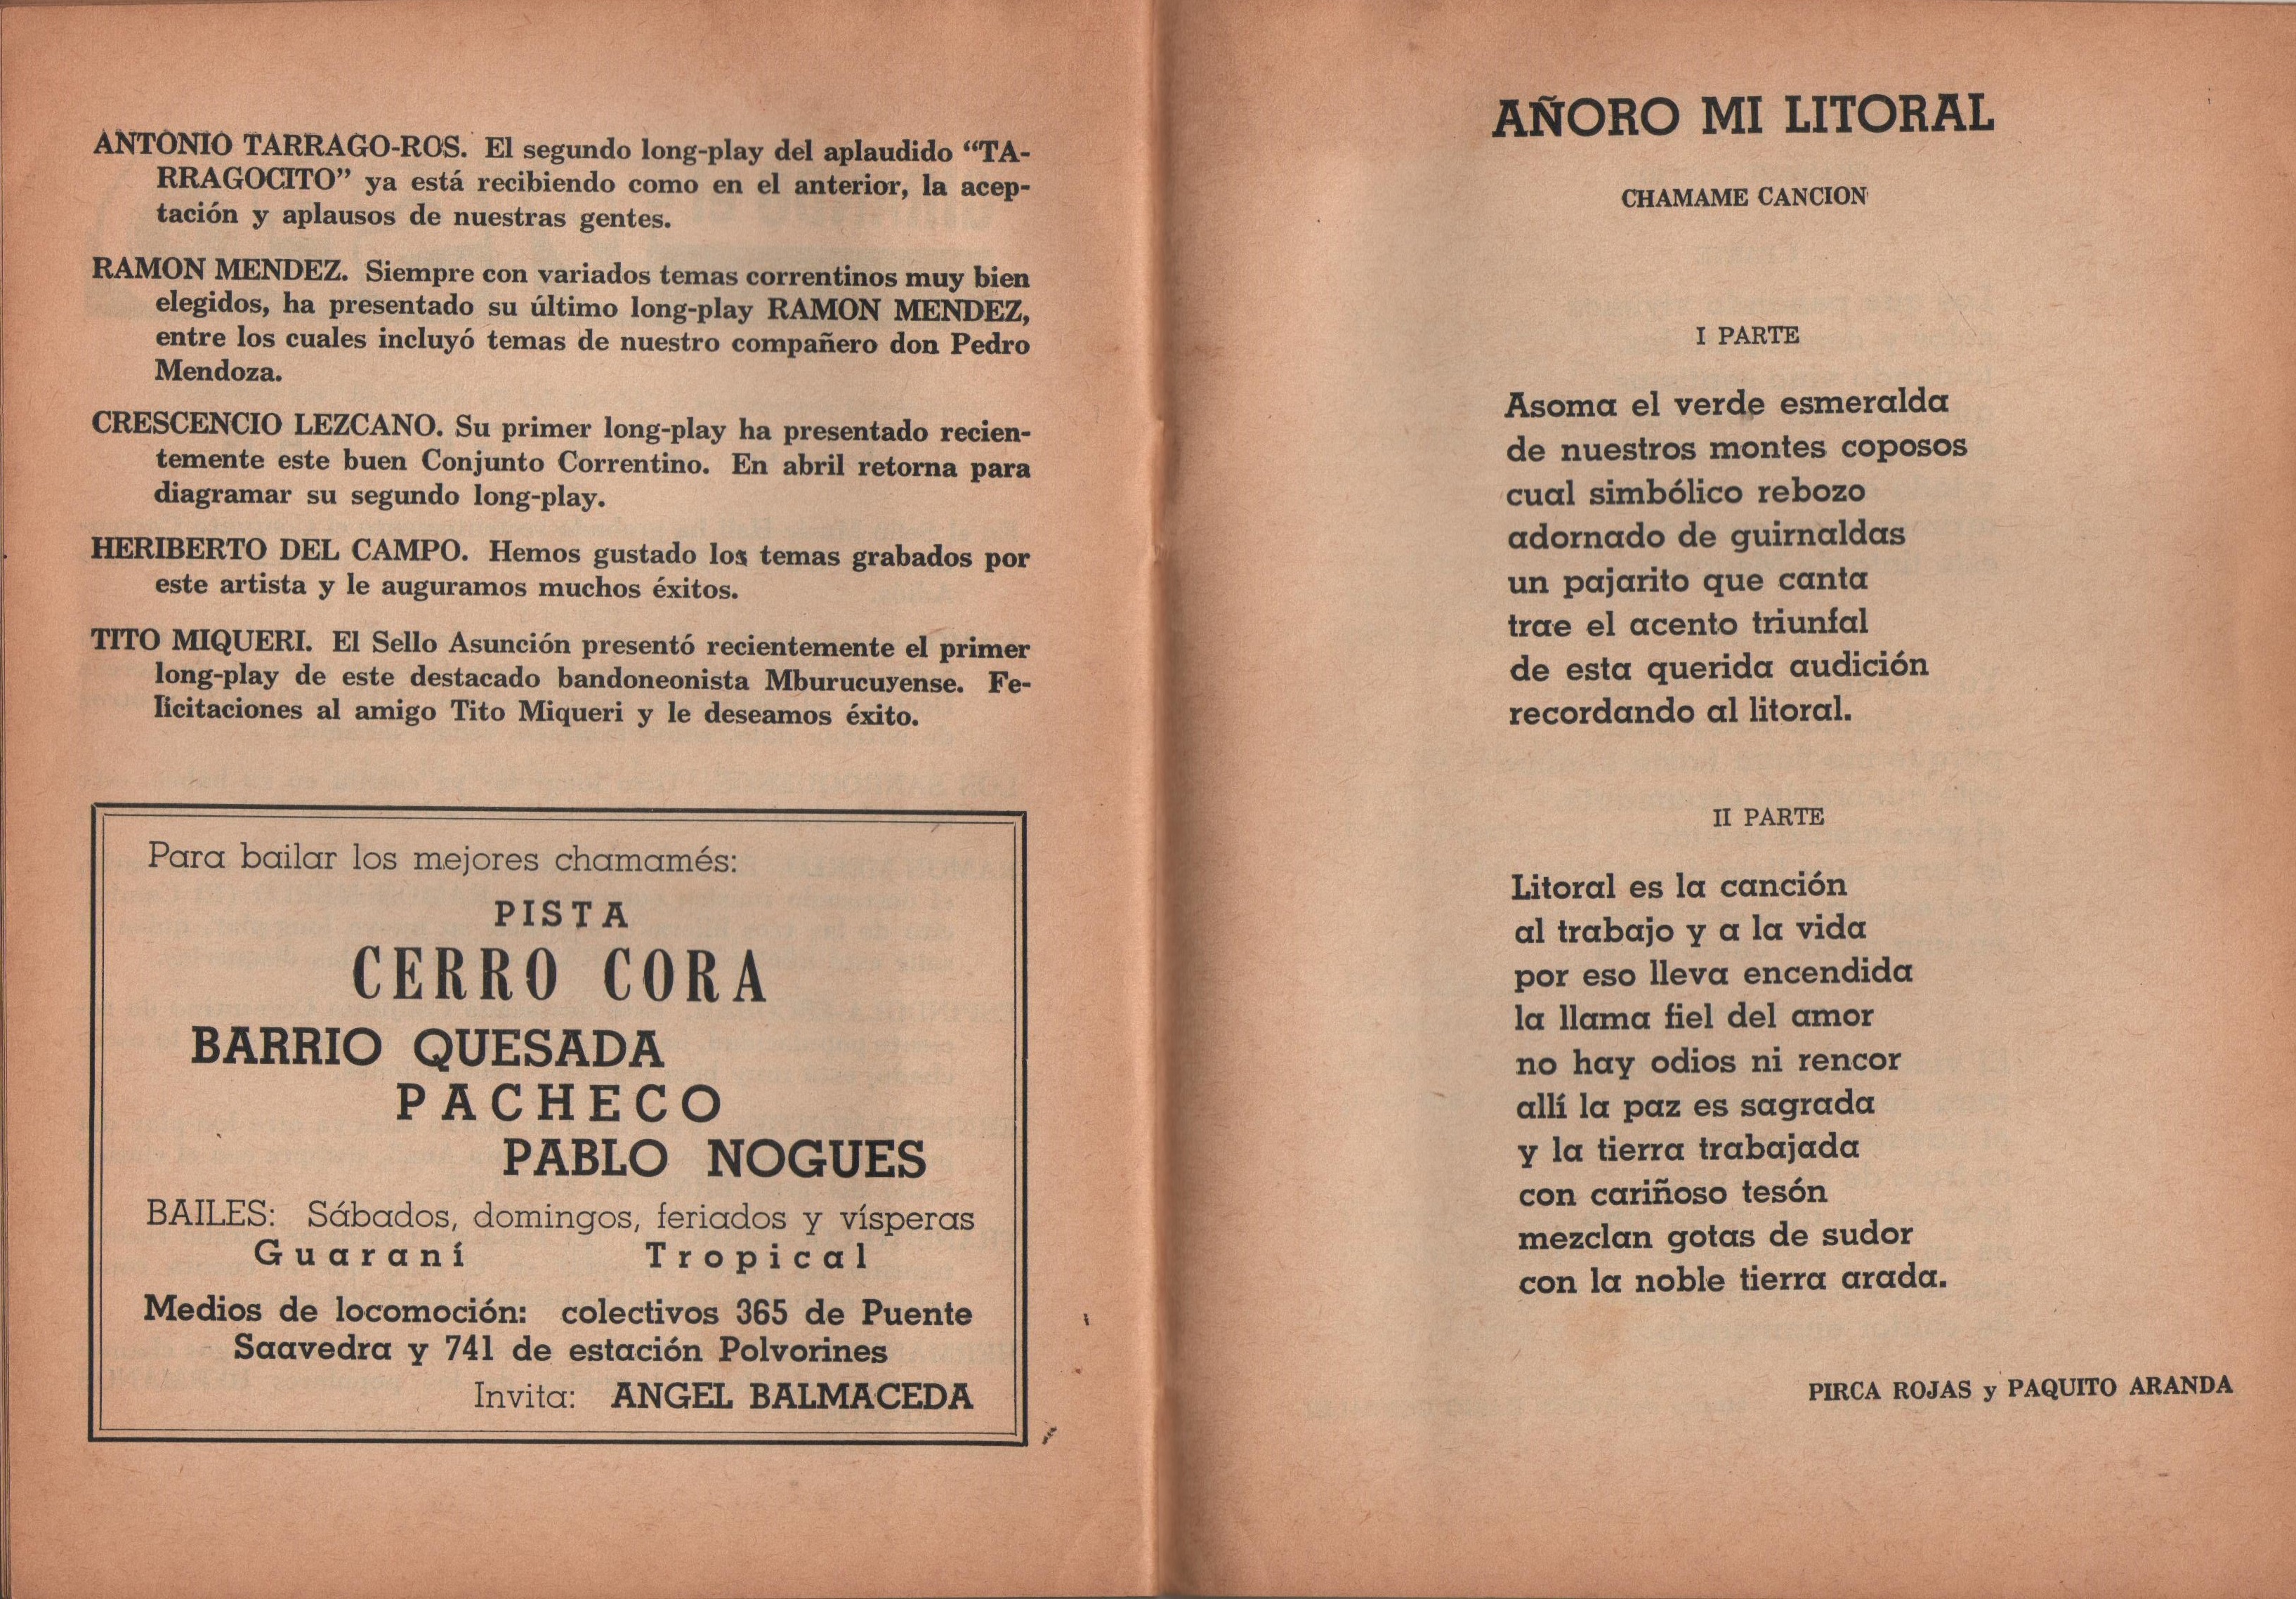 ANTONIO TARRAGO-ROS. El segundo long-play del aplaudido “TA-
RRAGOCITO” ya está recibiendo como en el anterior, la acep-
tación y aplausos de nuestras gentes.
RAMON MENDEZ. Siempre con variados temas correntinos muy bien
elegidos, ha presentado su último long-play RAMON MENDEZ,
entre los cuales incluyó temas de nuestro compañero don Pedro
Mendoza.
CRESCENCIO LEZCANO. Su primer long-play ha presentado recien-
temente este buen Conjunto Correntino. En abril retorna para
diagramar su segundo long-play.
HERIBERTO DEL CAMPO. Hemos gustado los temas grabados por
este artista y le auguramos muchos éxitos.
TITO MIQUERI. El Sello Asunción presentó recientemente el primer
long-play de este destacado bandoneonista Mburucuyense. Fe-
licitaciones al amigo Tito Miqueri y le deseamos éxito.
Para bailar los mejores chamamés:
PISTA
CERRO CORA
BARRIO QUESADA
PACHECO
PABLO NOGUES
BAILES: Sábados, domingos, feriados y vísperas
Guaraní Tropical
Medios de locomoción: colectivos 365 de Puente
Saavedra y 741 de estación Polvorines
Invita: ANGEL BALMACEDA
AÑORO MI LITORAL
CHAMAME CANCION
I PARTE
Asoma el verde esmeralda
de nuestros montes coposos
cual simbólico rebozo
adornado de guirnaldas
un pajarito que canta
trae el acento triunfal
de esta querida audición
recordando al litoral.
II PARTE
Litoral es la canción
al trabajo y a la vida
por eso lleva encendida
la llama fiel del amor
no hay odios ni rencor
allí la paz es sagrada
y la tierra trabajada
con cariñoso tesón
mezclan gotas de sudor
con la noble tierra arada.
PIRCA ROJAS y PAQUITO ARANDA